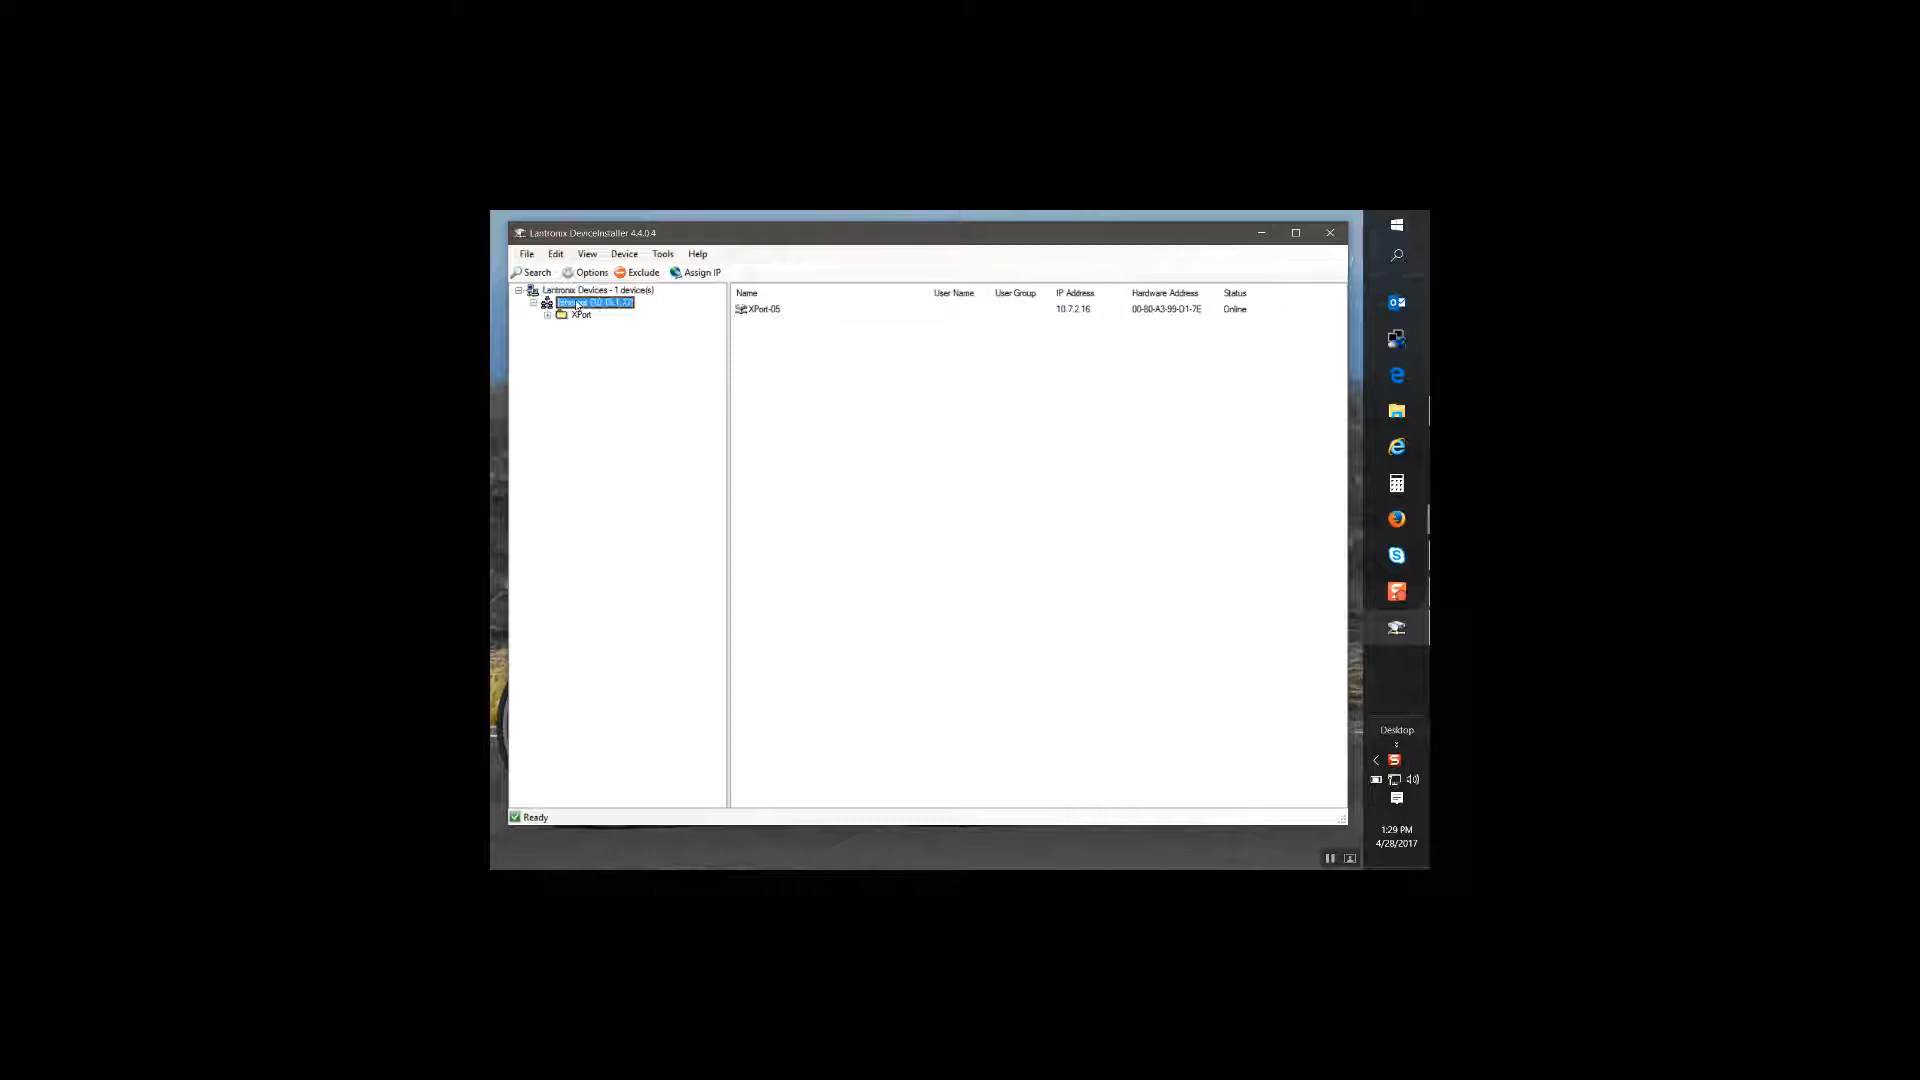 Lantronix DeviceInstaller 4.4.0.4
File Edit View Device Tools Help
Search Options Exclude Assign IP
Lantronix Devices - 1 device(s)
XPort
Name User Name User Group IP Address Hardware Address Status
XPort-05 10.7.2.16 00-80-A3-99-D1-7E Online
Ready
Desktop
1:29 PM
4/28/2017